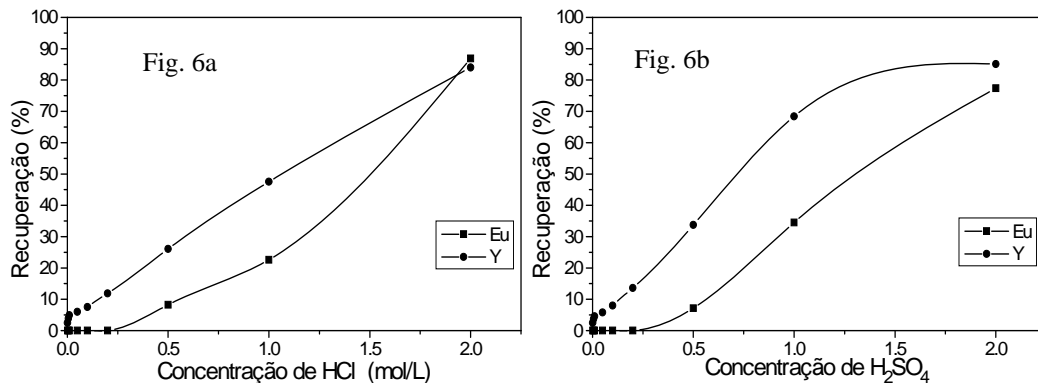 Fig. 6a
Recuperação (%)
100
90
80
70
60
50
40
30
20
10
0
Eu
Y
0.0 0.5 1.0 1.5 2.0
Concentração de HCl (mol/L)
Fig. 6b
Recuperação (%)
100
90
80
70
60
50
40
30
20
10
0
Eu
Y
0.0 0.5 1.0 1.5 2.0
Concentração de H₂SO₄